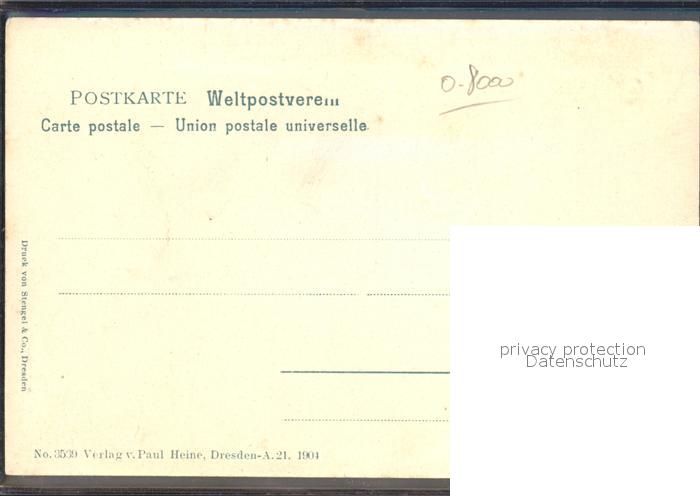 o-8000
POSTKARTE Weltpostverein
Carte postale — Union postale universelle.
Druck von Stengel & Co., Dresden
privacy protection
Datenschutz
No. 3539 Verlag v. Paul Heine, Dresden-A. 21. 1904